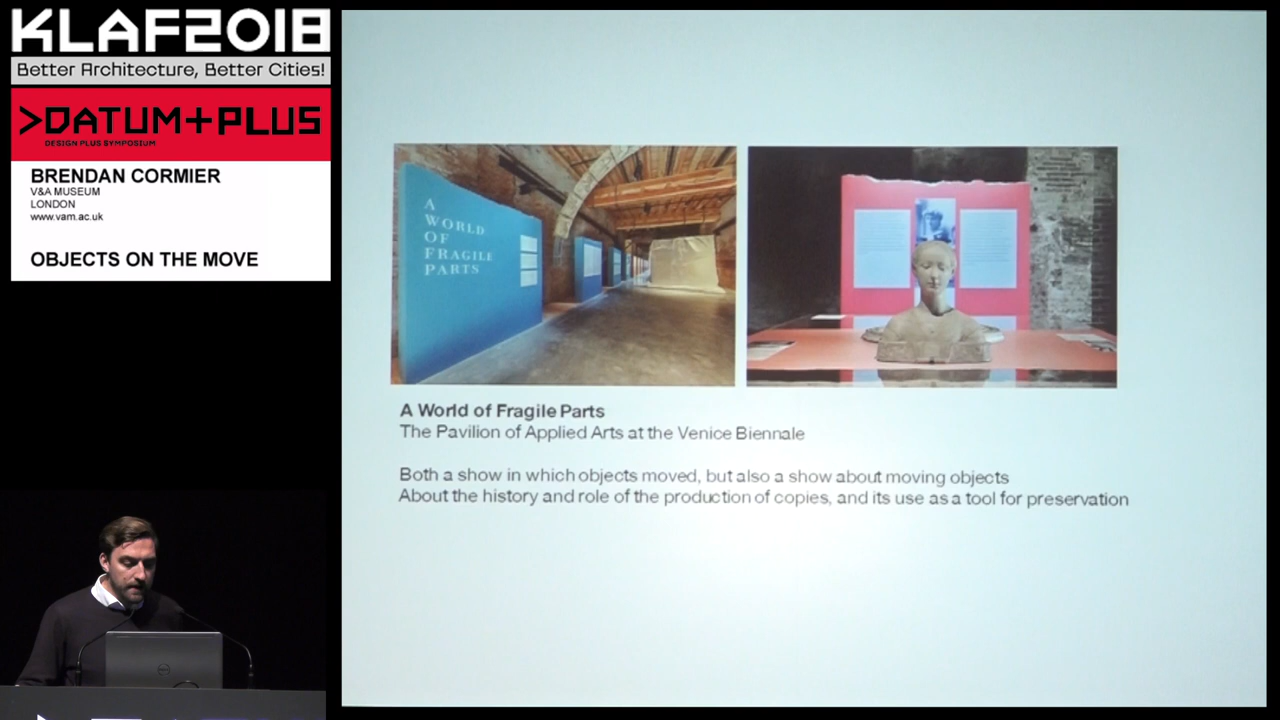 KLAF2018
Better Architecture, Better Cities!
>DATUM+PLUS
DESIGN PLUS SYMPOSIUM
BRENDAN CORMIER
V&A MUSEUM
LONDON
www.vam.ac.uk
OBJECTS ON THE MOVE
A
WORLD
OF
FRAGILE
PARTS
A World of Fragile Parts
The Pavilion of Applied Arts at the Venice Biennale
Both a show in which objects moved, but also a show about moving objects
About the history and role of the production of copies, and its use as a tool for preservation
DELL